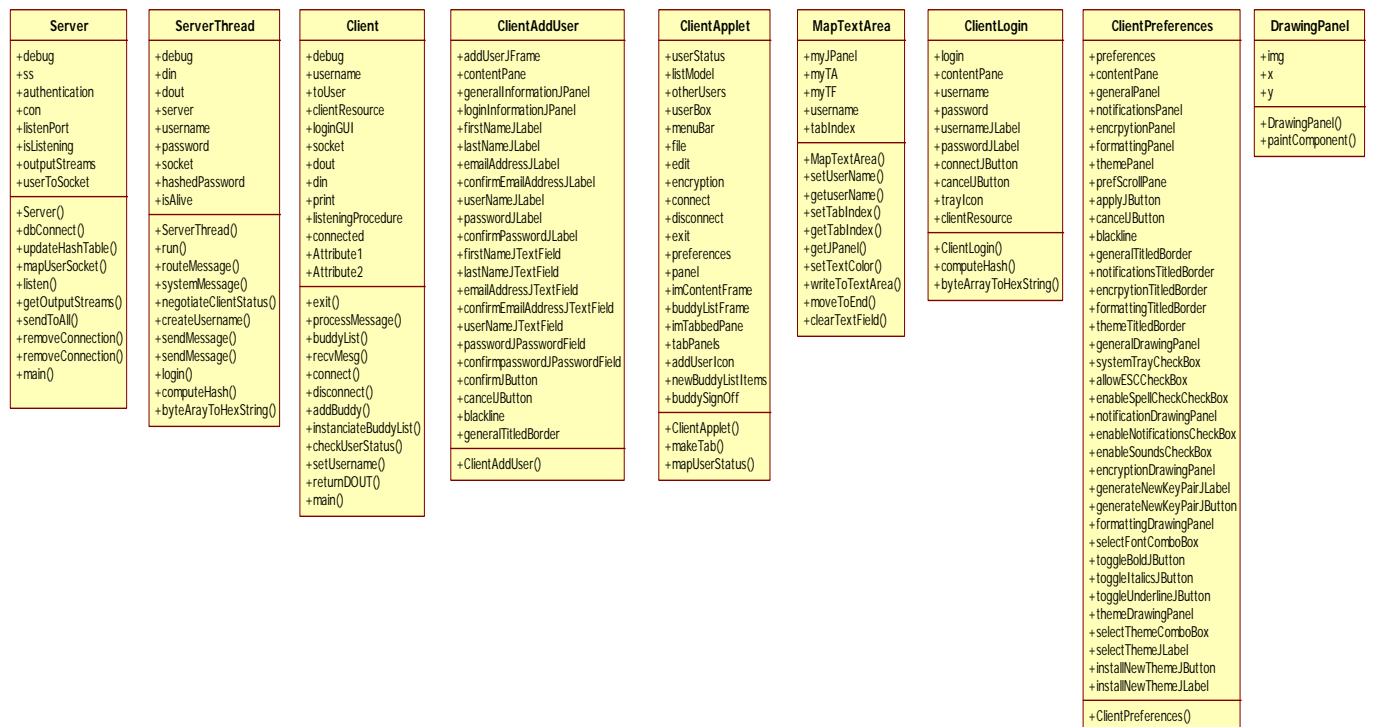 Server
+debug
+ss
+authentication
+con
+listenPort
+isListening
+outputStreams
+userToSocket
+Server()
+dbConnect()
+updateHashTable()
+mapUserSocket()
+listen()
+getOutputStreams()
+sendToAll()
+removeConnection()
+removeConnection()
+main()
ServerThread
+debug
+din
+dout
+server
+username
+password
+socket
+hashedPassword
+isAlive
+ServerThread()
+run()
+routeMessage()
+systemMessage()
+negotiateClientStatus()
+createUsername()
+sendMessage()
+sendMessage()
+login()
+computeHash()
+byteArayToHexString()
Client
+debug
+username
+toUser
+clientResource
+loginGUI
+socket
+dout
+din
+print
+listeningProcedure
+connected
+Attribute1
+Attribute2
+exit()
+processMessage()
+buddyList()
+recvMesg()
+connect()
+disconnect()
+addBuddy()
+instanciateBuddyList()
+checkUserStatus()
+setUsername()
+returnDOUT()
+main()
ClientAddUser
+addUserJFrame
+contentPane
+generalInformationJPanel
+loginInformationJPanel
+firstNameJLabel
+lastNameJLabel
+emailAddressJLabel
+confirmEmailAddressJLabel
+userNameJLabel
+passwordJLabel
+confirmPasswordJLabel
+firstNameJTextField
+lastNameJTextField
+emailAddressJTextField
+confirmEmailAddressJTextField
+userNameJTextField
+passwordJPasswordField
+confirmpasswordJPasswordField
+confirmJButton
+cancelJButton
+blackline
+generalTitledBorder
+ClientAddUser()
ClientApplet
+userStatus
+listModel
+otherUsers
+userBox
+menuBar
+file
+edit
+encryption
+connect
+disconnect
+exit
+preferences
+panel
+imContentFrame
+buddyListFrame
+imTabbedPane
+tabPanels
+addUserIcon
+newBuddyListItems
+buddySignOff
+ClientApplet()
+makeTab()
+mapUserStatus()
MapTextArea
+myJPanel
+myTA
+myTF
+username
+tabIndex
+MapTextArea()
+setUserName()
+getuserName()
+setTabIndex()
+getTabIndex()
+getJPanel()
+setTextColor()
+writeToTextArea()
+moveToEnd()
+clearTextField()
ClientLogin
+login
+contentPane
+username
+password
+usernameJLabel
+passwordJLabel
+connectJButton
+cancelJButton
+trayIcon
+clientResource
+ClientLogin()
+computeHash()
+byteArrayToHexString()
ClientPreferences
+preferences
+contentPane
+generalPanel
+notificationsPanel
+encrpytionPanel
+formattingPanel
+themePanel
+prefScrollPane
+applyJButton
+cancelJButton
+blackline
+generalTitledBorder
+notificationsTitledBorder
+encrpytionTitledBorder
+formattingTitledBorder
+themeTitledBorder
+generalDrawingPanel
+systemTrayCheckBox
+allowESCCheckBox
+enableSpellCheckCheckBox
+notificationDrawingPanel
+enableNotificationsCheckBox
+enableSoundsCheckBox
+encryptionDrawingPanel
+generateNewKeyPairJLabel
+generateNewKeyPairJButton
+formattingDrawingPanel
+selectFontComboBox
+toggleBoldJButton
+toggleItalicsJButton
+toggleUnderlineJButton
+themeDrawingPanel
+selectThemeComboBox
+selectThemeJLabel
+installNewThemeJButton
+installNewThemeJLabel
+ClientPreferences()
DrawingPanel
+img
+x
+y
+DrawingPanel()
+paintComponent()